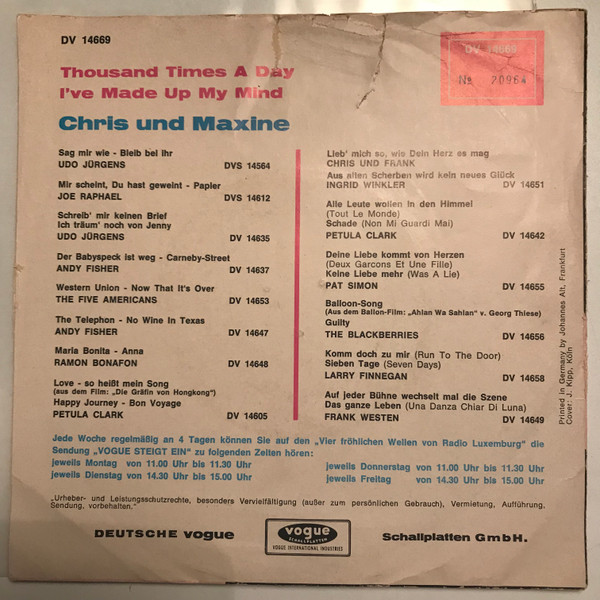 DV 14669
DV 14669
No 70964
Thousand Times A Day
I've Made Up My Mind
Chris und Maxine
Sag mir wie - Bleib bei ihr
UDO JÜRGENS DVS 14564
Mir scheint, Du hast geweint - Papier
JOE RAPHAEL DVS 14612
Schreib' mir keinen Brief
Ich träum' noch von Jenny
UDO JÜRGENS DV 14635
Der Babyspeck ist weg - Carneby-Street
ANDY FISHER DV 14637
Western Union - Now That It's Over
THE FIVE AMERICANS DV 14653
The Telephon - No Wine In Texas
ANDY FISHER DV 14647
Maria Bonita - Anna
RAMON BONAFON DV 14648
Love - so heißt mein Song
(aus dem Film: „Die Gräfin von Hongkong")
Happy Journey - Bon Voyage
PETULA CLARK DV 14605
Lieb' mich so, wie Dein Herz es mag
CHRIS UND FRANK
Aus alten Scherben wird kein neues Glück
INGRID WINKLER DV 14651
Alle Leute wollen in den Himmel
(Tout Le Monde)
Schade (Non Mi Guardi Mai)
PETULA CLARK DV 14642
Deine Liebe kommt von Herzen
(Deux Garcons Et Une Fille)
Keine Liebe mehr (Was A Lie)
PAT SIMON DV 14655
Balloon-Song
(Aus dem Ballon-Film: „Ahlan Wa Sahlan" v. Georg Thiese)
Guilty
THE BLACKBERRIES DV 14656
Komm doch zu mir (Run To The Door)
Sieben Tage (Seven Days)
LARRY FINNEGAN DV 14658
Auf jeder Bühne wechselt mal die Szene
Das ganze Leben (Una Danza Chiar Di Luna)
FRANK WESTEN DV 14649
Printed in Germany by Johannes Alt, Frankfurt
Cover: J. Kipp, Köln
Jede Woche regelmäßig an 4 Tagen können Sie auf den „Vier fröhlichen Wellen von Radio Luxemburg" die
Sendung „VOGUE STEIGT EIN" zu folgenden Zeiten hören:
jeweils Montag von 11.00 Uhr bis 11.30 Uhr jeweils Donnerstag von 11.00 Uhr bis 11.30 Uhr
jeweils Dienstag von 14.30 Uhr bis 15.00 Uhr jeweils Freitag von 14.30 Uhr bis 15.00 Uhr
„Urheber- und Leistungsschutzrechte, besonders Vervielfältigung (außer zum persönlichen Gebrauch), Vermietung, Aufführung,
Sendung, vorbehalten."
DEUTSCHE vogue
vogue
SCHALLPLATTEN
VOGUE INTERNATIONAL INDUSTRIES
Schallplatten GmbH.